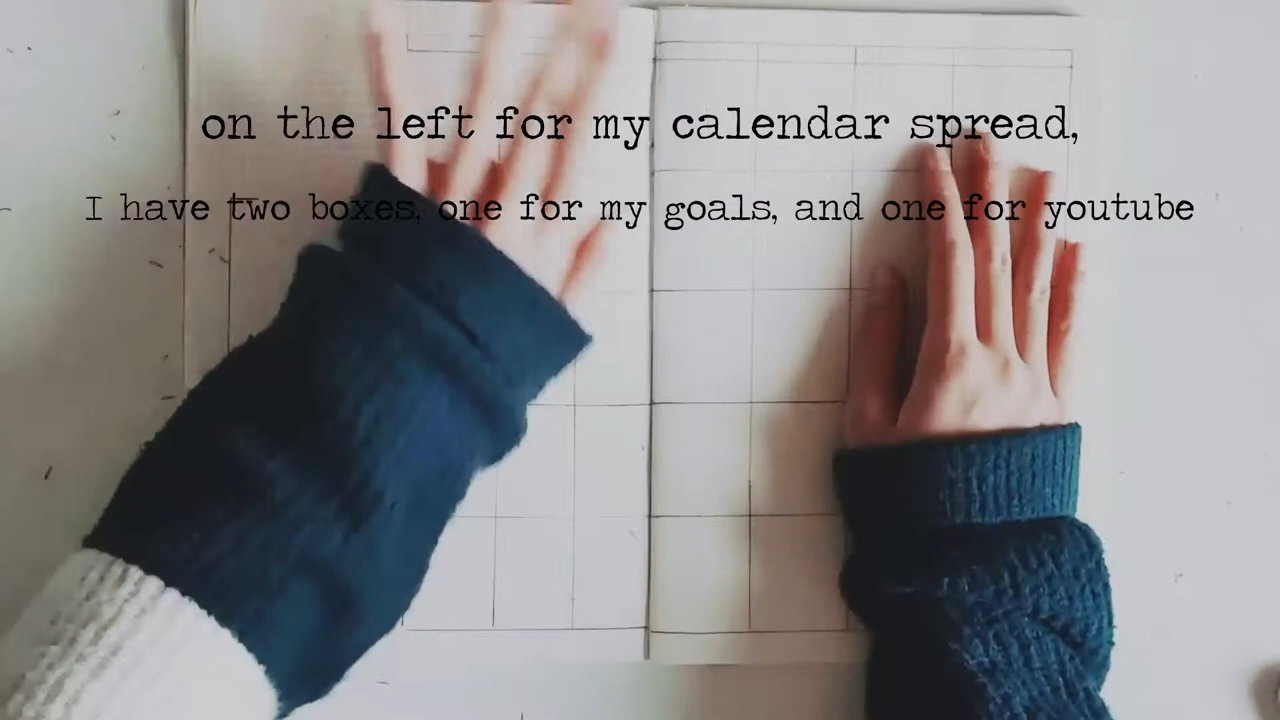 on the left for my calendar spread,
I have two boxes, one for my goals, and one for youtube